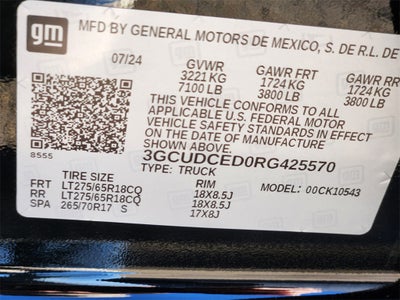 gm
MFD BY GENERAL MOTORS DE MEXICO, S. DE R.L. DE
07/24
GVWR GAWR FRT GAWR RR
3221 KG 1724 KG 1724 KG
7100 LB 3800 LB 3800 LB
THIS VEHICLE CONFORMS TO ALL
APPLICABLE U.S. FEDERAL MOTOR
VEHICLE SAFETY STANDARDS IN EFFECT
ON THE DATE OF MANUFACTURE SHOWN
ABOVE.
8555
3GCUDCED0RG425570
TYPE: TRUCK
MODEL: 00CK10543
TIRE SIZE RIM
FRT LT275/65R18CQ 18X8.5J
RR LT275/65R18CQ 18X8.5J
SPA 265/70R17 S 17X8J